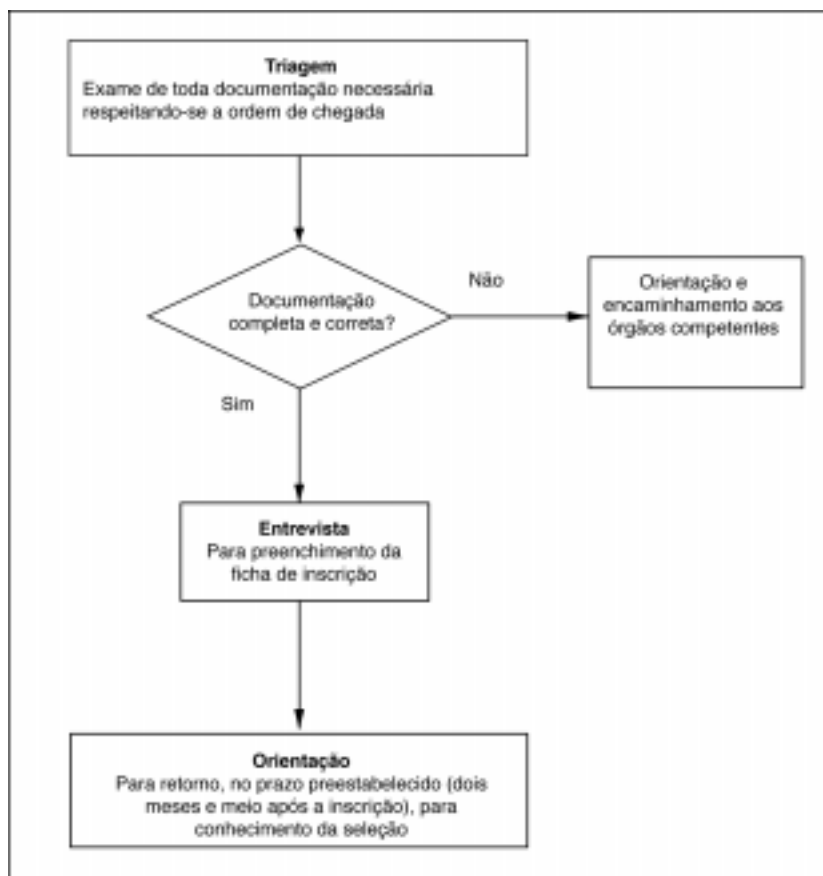 Triagem
Exame de toda documentação necessária
respeitando-se a ordem de chegada
Documentação
completa e correta?
Não
Orientação e
encaminhamento aos
órgãos competentes
Sim
Entrevista
Para preenchimento da
ficha de inscrição
Orientação
Para retorno, no prazo preestabelecido (dois
meses e meio após a inscrição), para
conhecimento da seleção